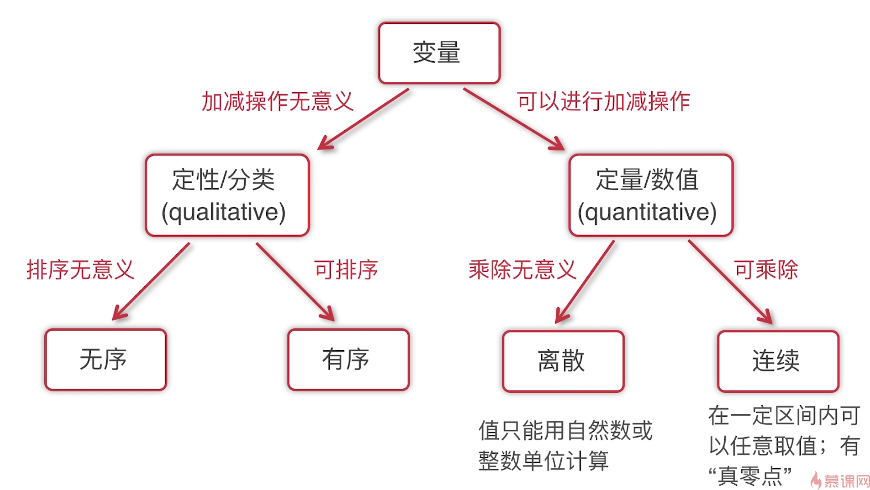 变量
加减操作无意义
可以进行加减操作
定性/分类
(qualitative)
定量/数值
(quantitative)
排序无意义
可排序
乘除无意义
可乘除
无序
有序
离散
连续
值只能用自然数或
整数单位计算
在一定区间内可
以任意取值；有
“真零点”
慕课网